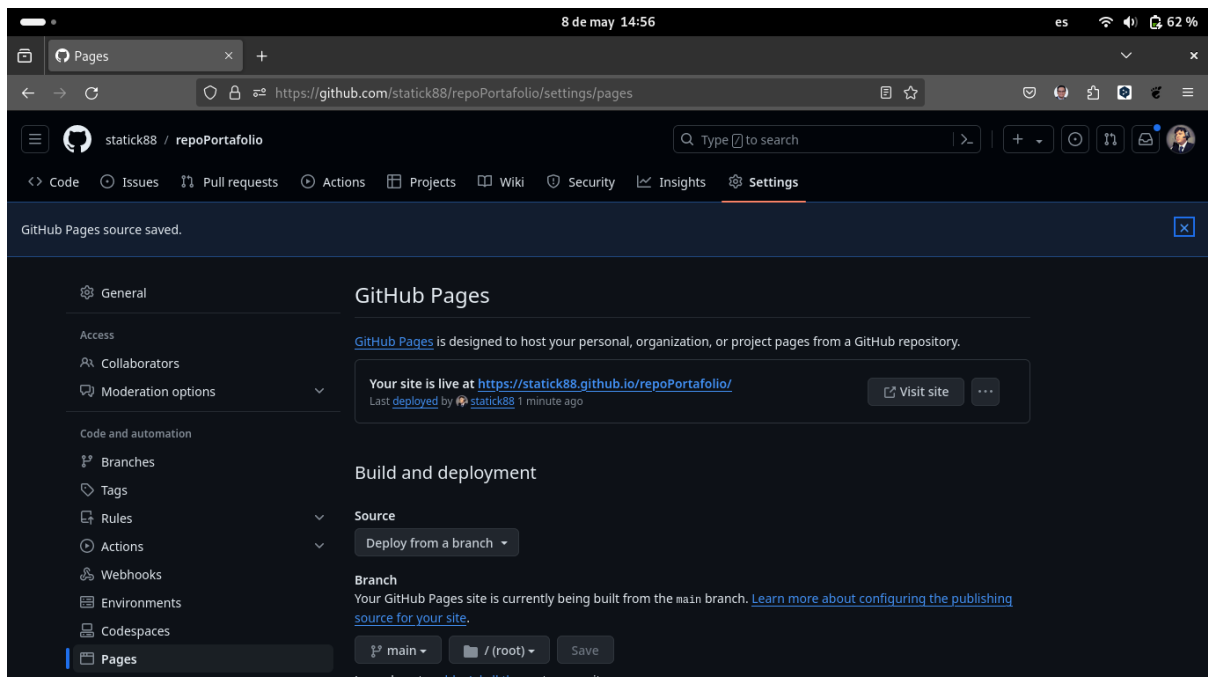 8 de may 14:56
es
62 %
Pages
https://github.com/statick88/repoPortafolio/settings/pages
statick88 / repoPortafolio
Type / to search
Code Issues Pull requests Actions Projects Wiki Security Insights Settings
GitHub Pages source saved.
General
Access
Collaborators
Moderation options
Code and automation
Branches
Tags
Rules
Actions
Webhooks
Environments
Codespaces
Pages
GitHub Pages
GitHub Pages is designed to host your personal, organization, or project pages from a GitHub repository.
Your site is live at https://statick88.github.io/repoPortafolio/
Last deployed by statick88 1 minute ago
Visit site
Build and deployment
Source
Deploy from a branch
Branch
Your GitHub Pages site is currently being built from the main branch. Learn more about configuring the publishing
source for your site.
main
/ (root)
Save